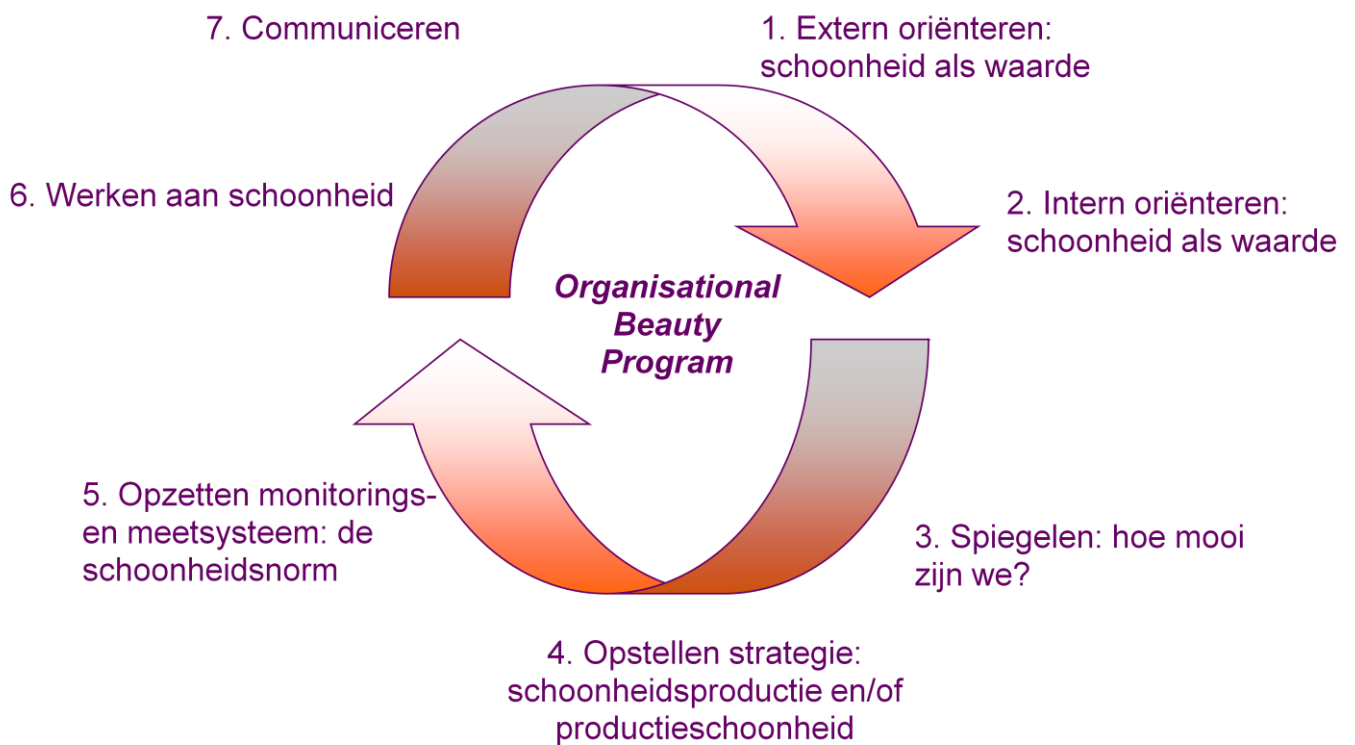 7. Communiceren
1. Extern oriënteren:
schoonheid als waarde
6. Werken aan schoonheid
2. Intern oriënteren:
schoonheid als waarde
Organisational
Beauty
Program
5. Opzetten monitorings-
en meetsysteem: de
schoonheidsnorm
3. Spiegelen: hoe mooi
zijn we?
4. Opstellen strategie:
schoonheidsproductie en/of
productieschoonheid